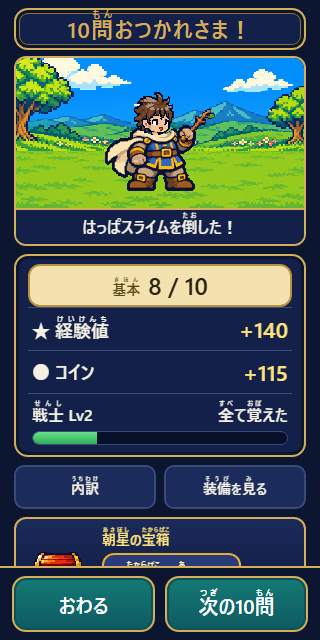 10問おつかれさま！
はっぱスライムを倒した！
基本 8 / 10
★ 経験値 +140
● コイン +115
戦士 Lv2 全て覚えた
内訳 装備を見る
朝星の宝箱
おわる 次の10問